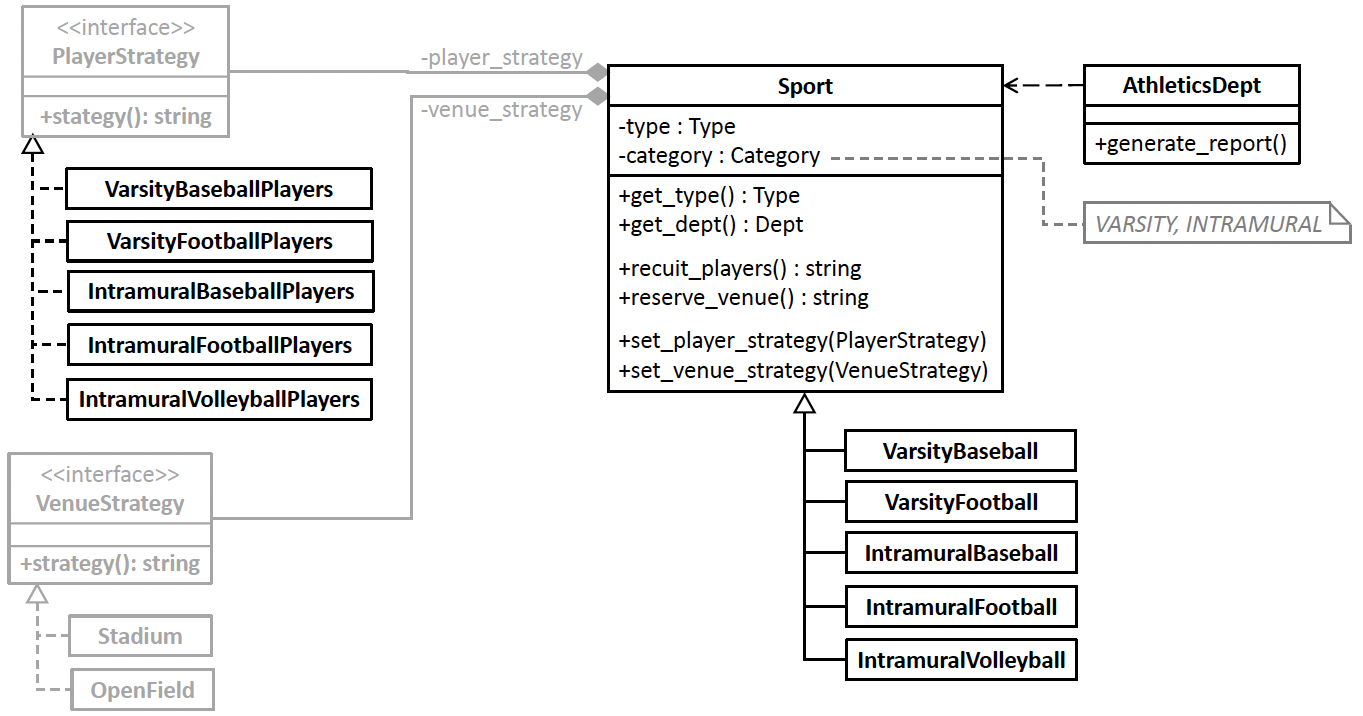 <<interface>>
PlayerStrategy
+stategy(): string
VarsityBaseballPlayers
VarsityFootballPlayers
IntramuralBaseballPlayers
IntramuralFootballPlayers
IntramuralVolleyballPlayers
<<interface>>
VenueStrategy
+strategy(): string
Stadium
OpenField
-player_strategy
-venue_strategy
Sport
-type : Type
-category : Category
+get_type() : Type
+get_dept() : Dept
+recuit_players() : string
+reserve_venue() : string
+set_player_strategy(PlayerStrategy)
+set_venue_strategy(VenueStrategy)
VarsityBaseball
VarsityFootball
IntramuralBaseball
IntramuralFootball
IntramuralVolleyball
AthleticsDept
+generate_report()
VARSITY, INTRAMURAL